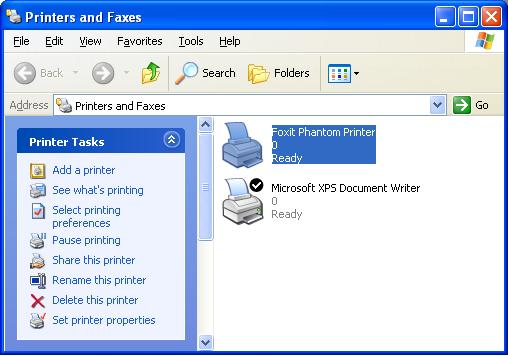 Printers and Faxes
File Edit View Favorites Tools Help
Back Search Folders
Address Printers and Faxes Go
Printer Tasks
Add a printer
See what's printing
Select printing
preferences
Pause printing
Share this printer
Rename this printer
Delete this printer
Set printer properties
Foxit Phantom Printer
0
Ready
Microsoft XPS Document Writer
0
Ready